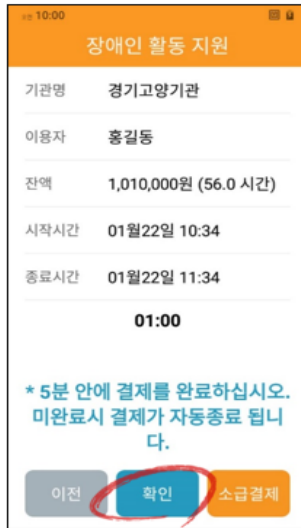 오전 10:00
장애인 활동 지원
기관명 경기고양기관
이용자 홍길동
잔액 1,010,000원 (56.0 시간)
시작시간 01월22일 10:34
종료시간 01월22일 11:34
01:00
* 5분 안에 결제를 완료하십시오.
미완료시 결제가 자동종료 됩니
다.
이전 확인 소급결제